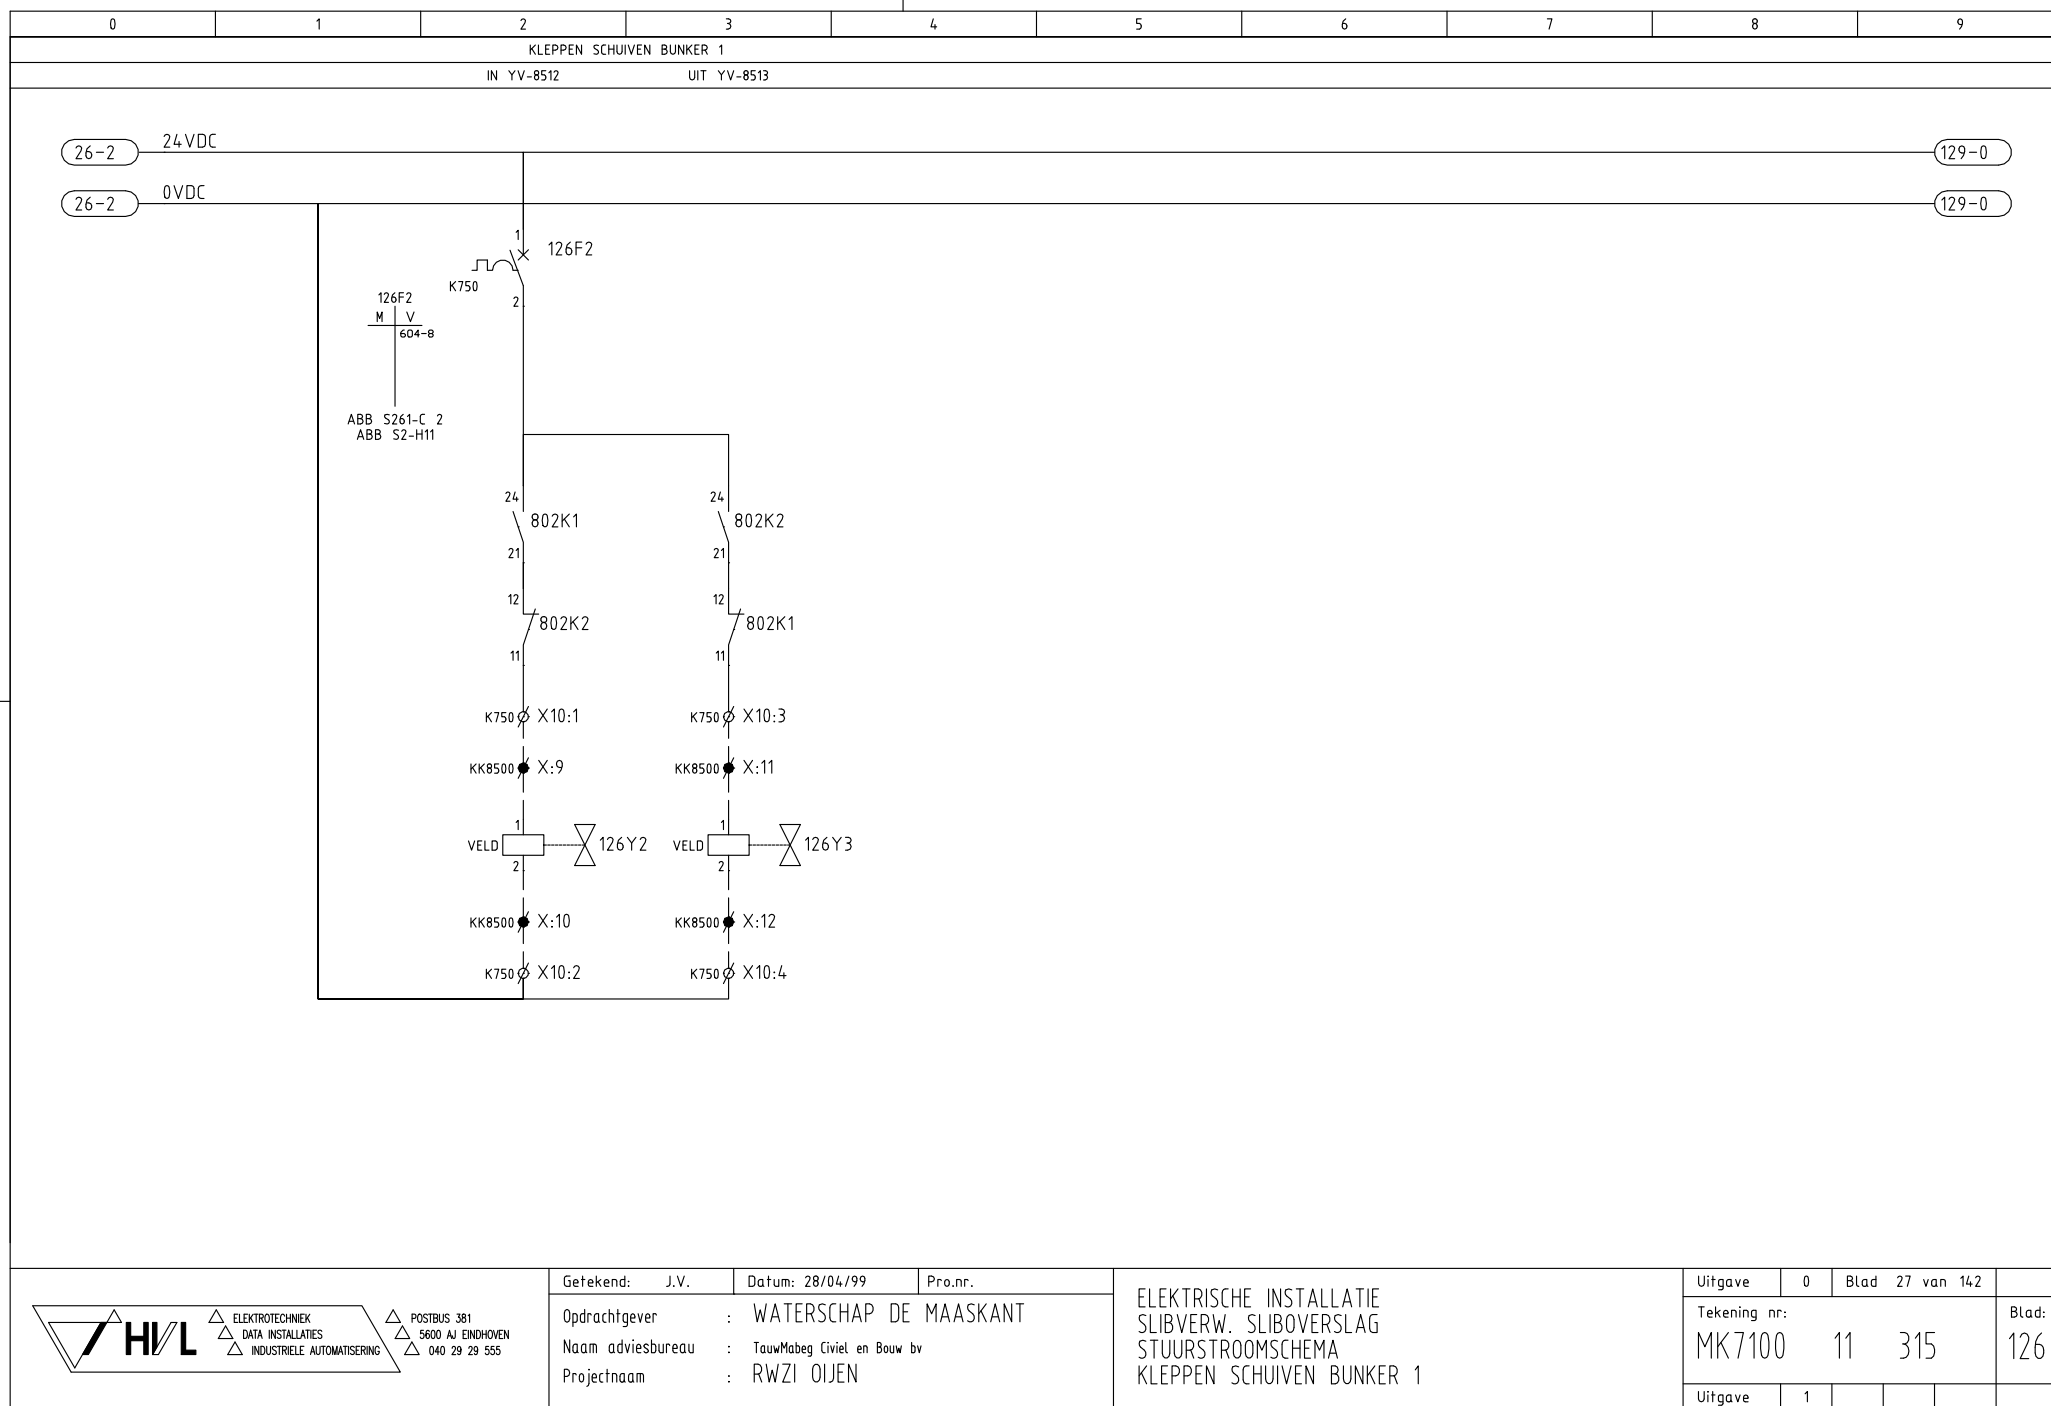 0 1 2 3 4 5 6 7 8 9
KLEPPEN SCHUIVEN BUNKER 1
IN YV-8512 UIT YV-8513
26-2 24VDC 129-0
26-2 0VDC 129-0
1
126F2
K750
2
126F2
M V
604-8
ABB S261-C 2
ABB S2-H11
24 24
802K1 802K2
21 21
12 12
802K2 802K1
11 11
K750 X10:1 K750 X10:3
KK8500 X:9 KK8500 X:11
1 1
VELD 126Y2 VELD 126Y3
2 2
KK8500 X:10 KK8500 X:12
K750 X10:2 K750 X10:4
HVL
ELEKTROTECHNIEK
DATA INSTALLATIES
INDUSTRIELE AUTOMATISERING
POSTBUS 381
5600 AJ EINDHOVEN
040 29 29 555
Getekend: J.V. Datum: 28/04/99 Pro.nr.
Opdrachtgever : WATERSCHAP DE MAASKANT
Naam adviesbureau : TauwMabeg Civiel en Bouw bv
Projectnaam : RWZI OIJEN
ELEKTRISCHE INSTALLATIE
SLIBVERW. SLIBOVERSLAG
STUURSTROOMSCHEMA
KLEPPEN SCHUIVEN BUNKER 1
Uitgave 0 Blad 27 van 142
Tekening nr: Blad:
MK7100 11 315 126
Uitgave 1